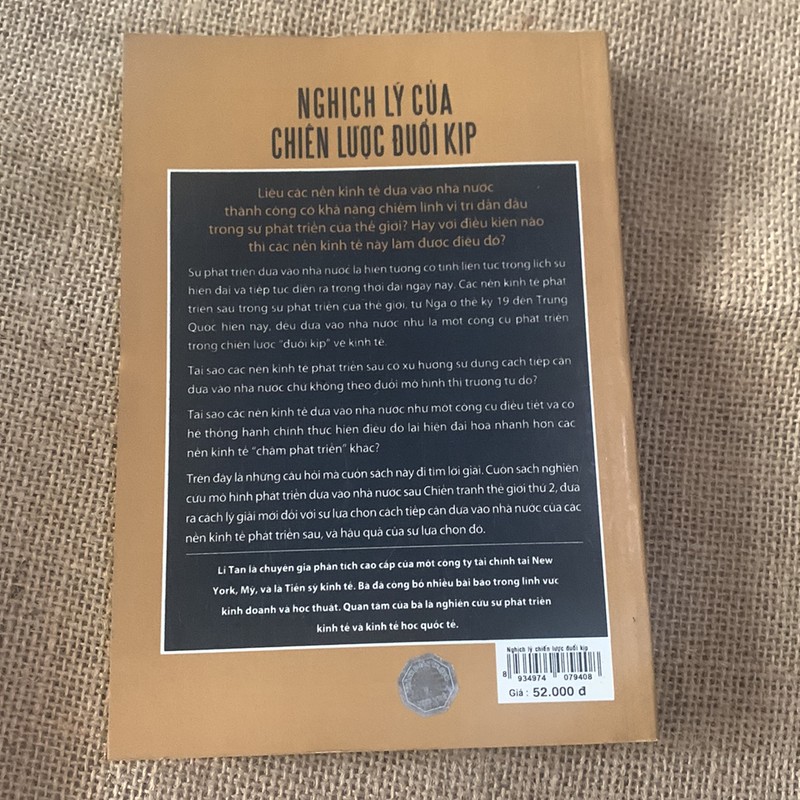 NGHỊCH LÝ CỦA
CHIẾN LƯỢC ĐUỔI KỊP
Liệu các nền kinh tế dựa vào nhà nước
thành công có khả năng chiếm lĩnh vị trí dẫn đầu
trong sự phát triển của thế giới? Hay với điều kiện nào
thì các nền kinh tế này làm được điều đó?
Sự phát triển dựa vào nhà nước là hiện tượng có tính liên tục trong lịch sử
hiện đại và tiếp tục diễn ra trong thời đại ngày nay. Các nền kinh tế phát
triển sau trong sự phát triển của thế giới, từ Nga ở thế kỷ 19 đến Trung
Quốc hiện nay, đều dựa vào nhà nước như là một công cụ phát triển
trong chiến lược "đuổi kịp" về kinh tế.
Tại sao các nền kinh tế phát triển sau có xu hướng sử dụng cách tiếp cận
dựa vào nhà nước chứ không theo đuổi mô hình thị trường tự do?
Tại sao các nền kinh tế dựa vào nhà nước như một công cụ điều tiết và có
hệ thống hành chính thực hiện điều đó lại hiện đại hóa nhanh hơn các
nền kinh tế "chậm phát triển" khác?
Trên đây là những câu hỏi mà cuốn sách này đi tìm lời giải. Cuốn sách nghiên
cứu mô hình phát triển dựa vào nhà nước sau Chiến tranh thế giới thứ 2, đưa
ra cách lý giải mới đối với sự lựa chọn cách tiếp cận dựa vào nhà nước của các
nền kinh tế phát triển sau, và hậu quả của sự lựa chọn đó.
Li Tan là chuyên gia phân tích cao cấp của một công ty tài chính tại New
York, Mỹ, và là Tiến sỹ kinh tế. Bà đã công bố nhiều bài báo trong lĩnh vực
kinh doanh và học thuật. Quan tâm của bà là nghiên cứu sự phát triển
kinh tế và kinh tế học quốc tế.
Nghịch lý chiến lược đuổi kịp
8 934974 079408
Giá : 52.000 đ